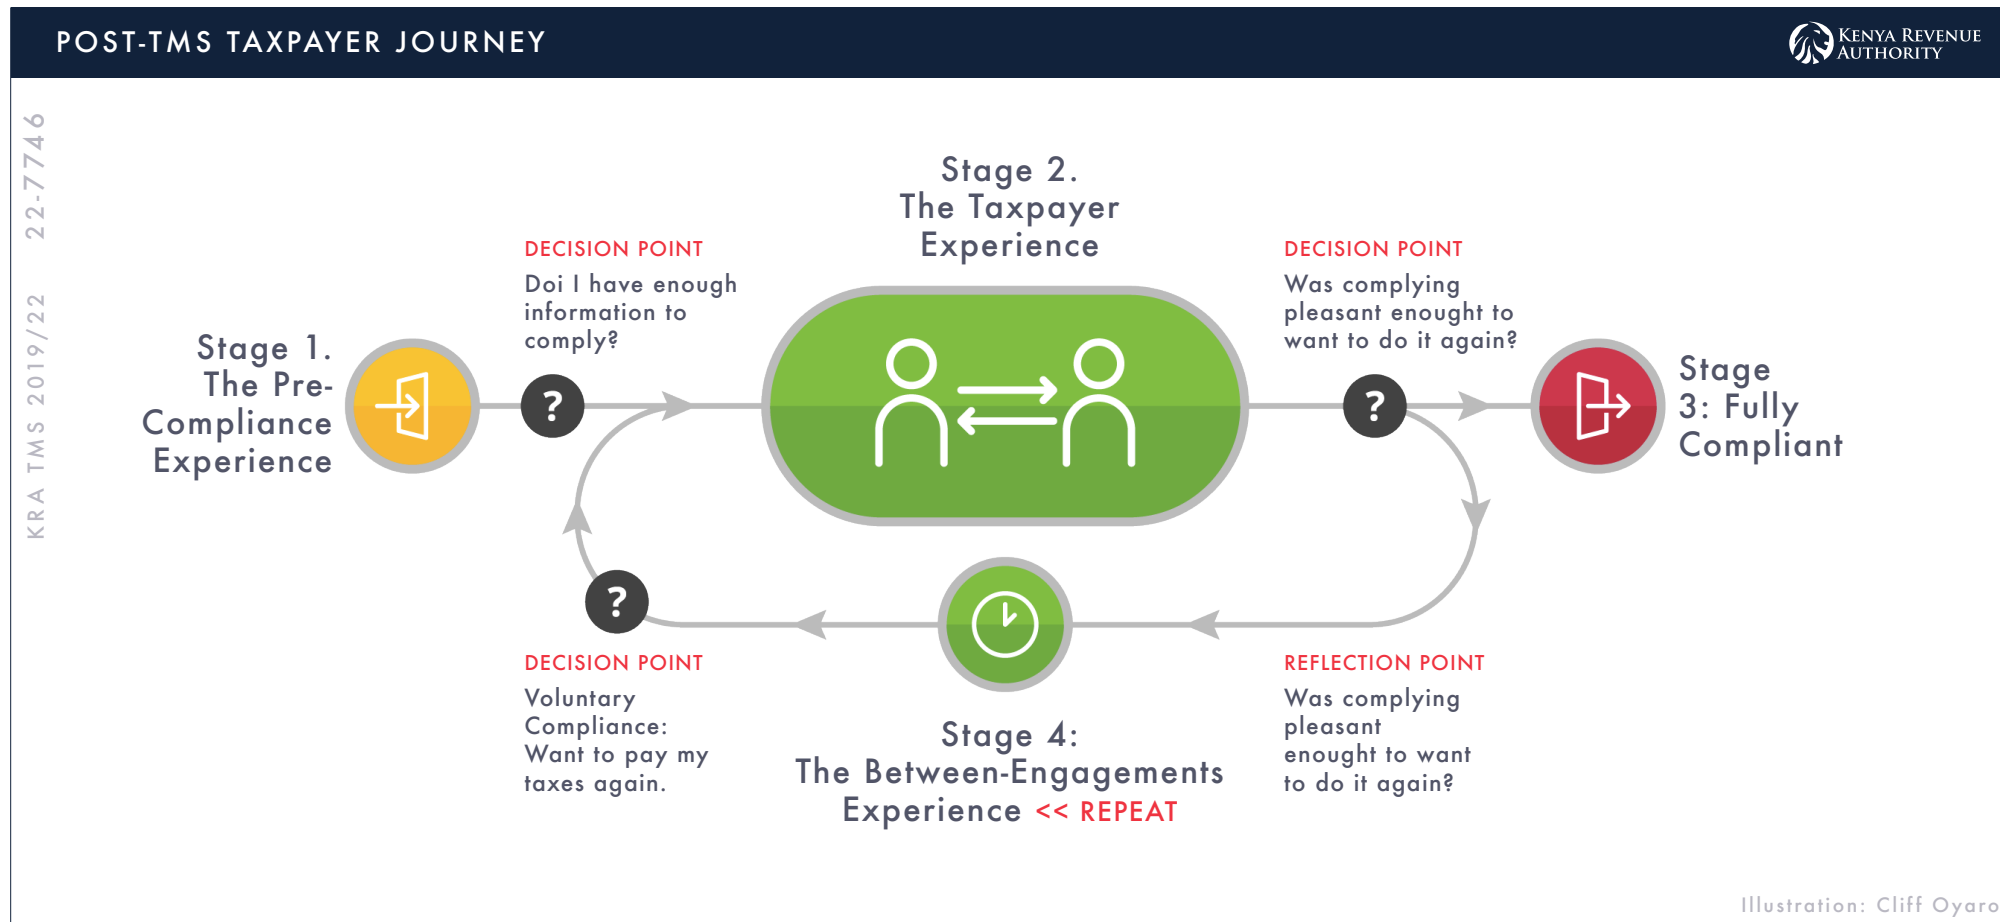 POST-TMS TAXPAYER JOURNEY
KENYA REVENUE
AUTHORITY
KRA TMS 2019/22 22-7746
Stage 1.
The Pre-
Compliance
Experience
DECISION POINT
Doi I have enough
information to
comply?
?
Stage 2.
The Taxpayer
Experience
DECISION POINT
Was complying
pleasant enought to
want to do it again?
?
Stage
3: Fully
Compliant
?
DECISION POINT
Voluntary
Compliance:
Want to pay my
taxes again.
Stage 4:
The Between-Engagements
Experience << REPEAT
REFLECTION POINT
Was complying
pleasant
enought to want
to do it again?
Illustration: Cliff Oyaro